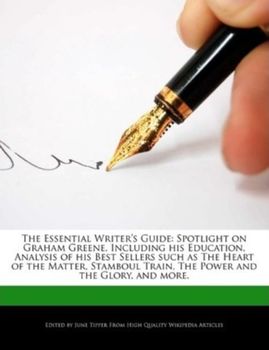 The Essential Writer's Guide: Spotlight on
Graham Greene, Including his Education,
Analysis of his Best Sellers such as The Heart
of the Matter, Stamboul Train, The Power and
the Glory, and more.
Edited by June Tipper From High Quality Wikipedia Articles